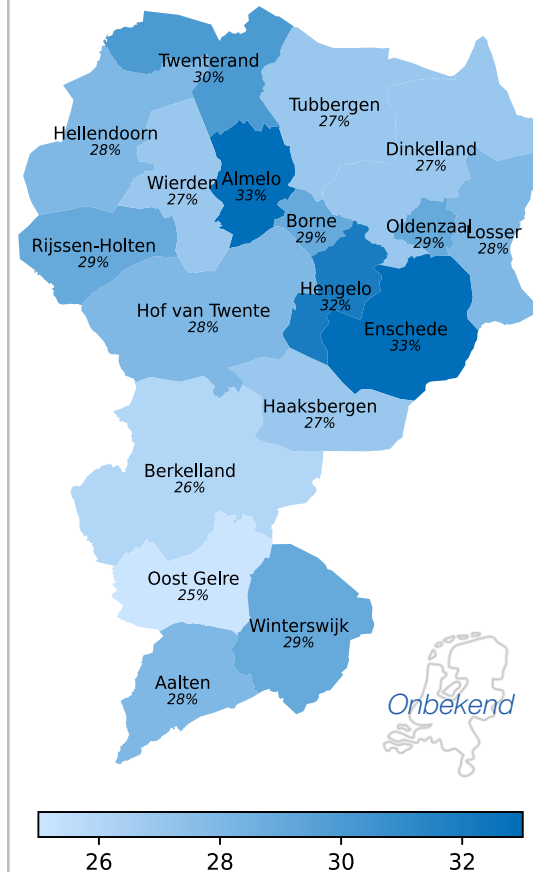 Twenterand
30%
Tubbergen
27%
Hellendoorn
28%
Dinkelland
27%
Wierden
27%
Almelo
33%
Borne
29%
Oldenzaal
29%
Losser
28%
Rijssen-Holten
29%
Hengelo
32%
Hof van Twente
28%
Enschede
33%
Haaksbergen
27%
Berkelland
26%
Oost Gelre
25%
Winterswijk
29%
Aalten
28%
Onbekend
26 28 30 32